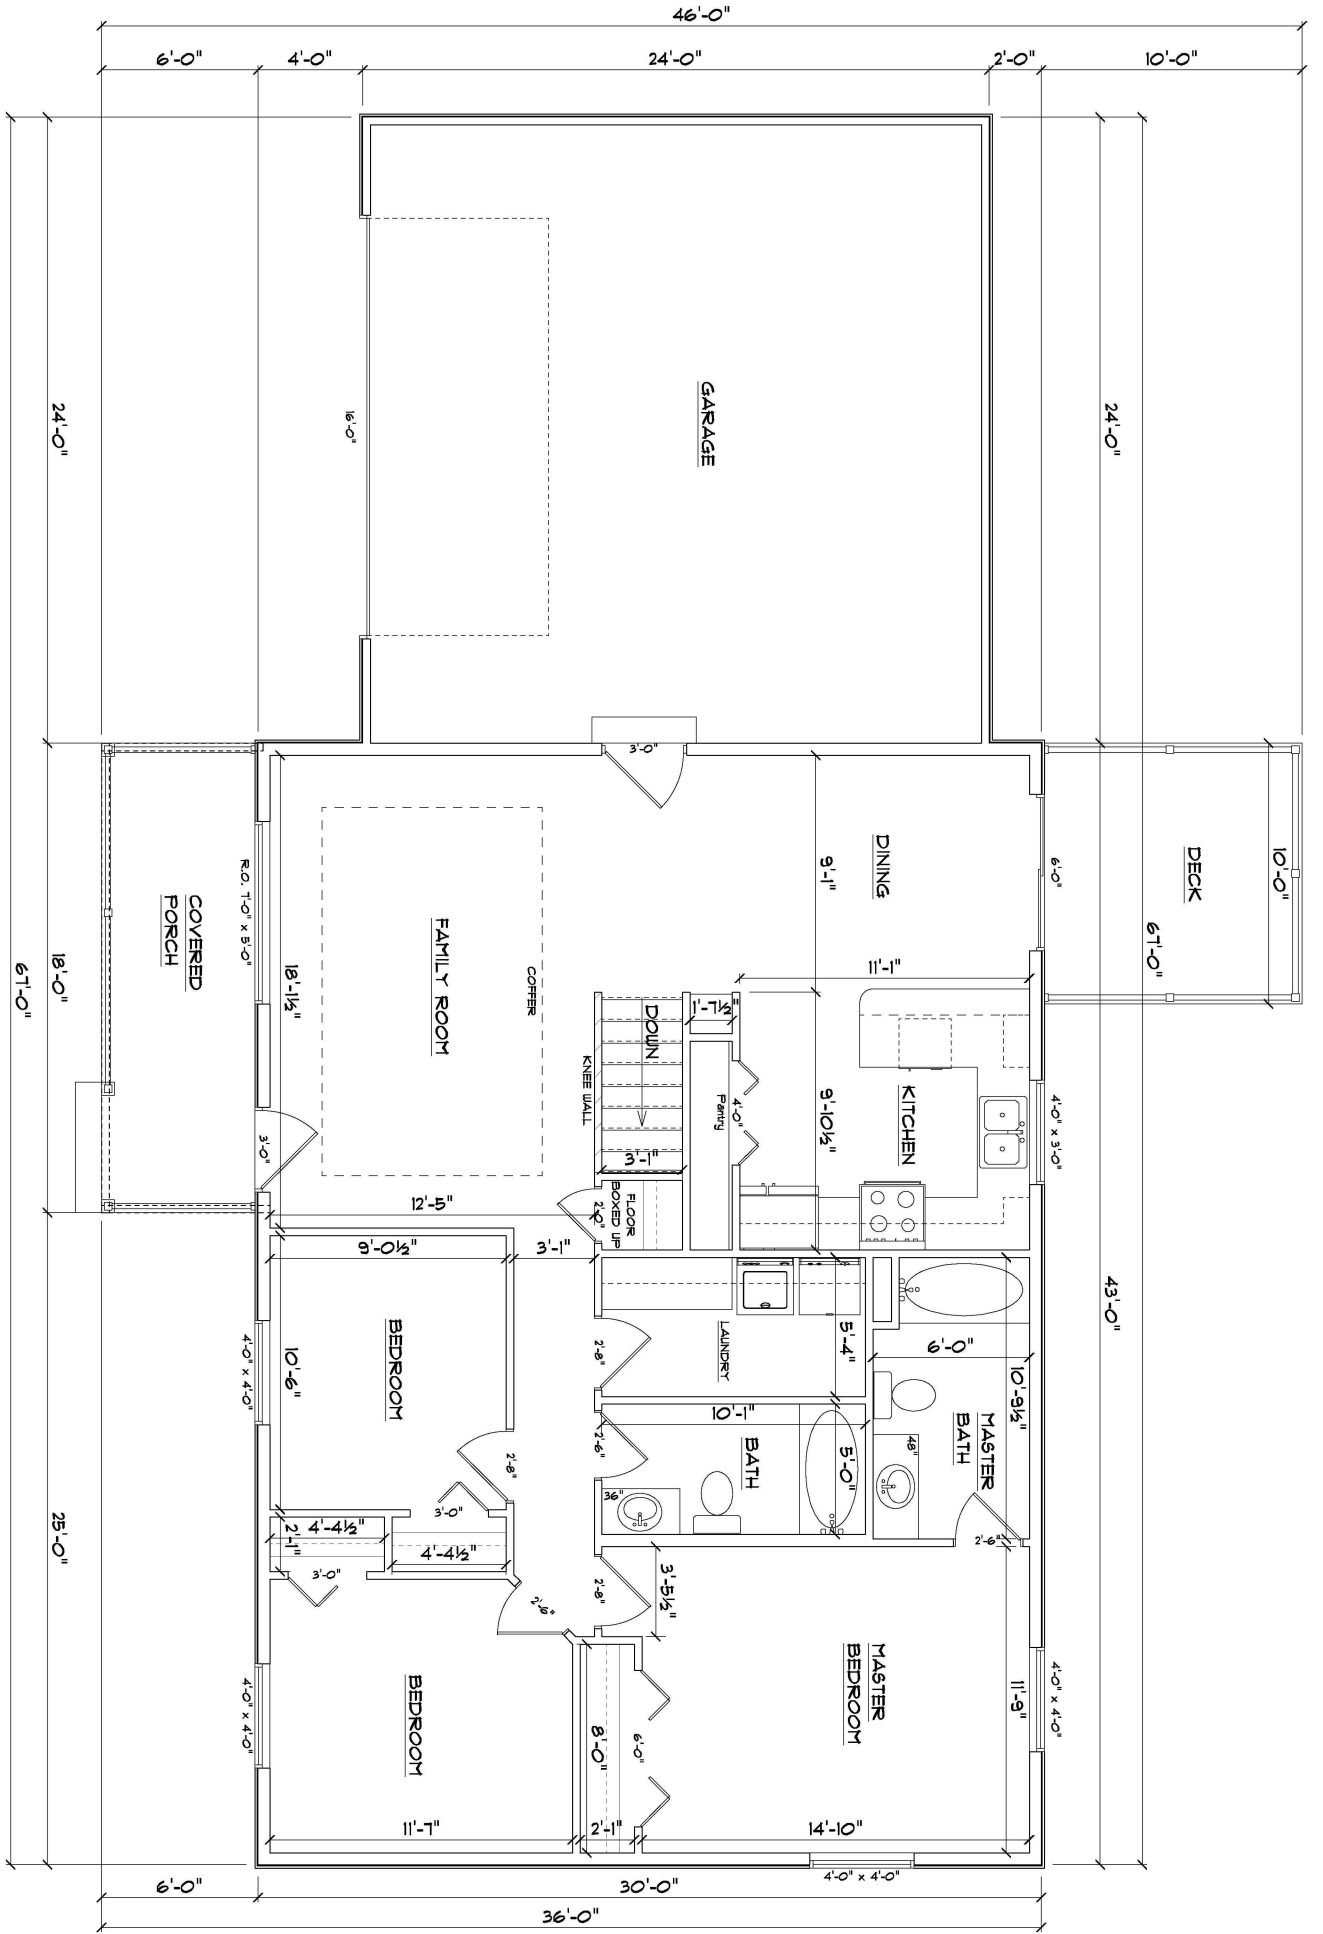 46'-0"
6'-0"
4'-0"
24'-0"
2'-0"
10'-0"
24'-0"
16'-0"
GARAGE
24'-0"
3'-0"
DINING
9'-1"
6'-0"
DECK
10'-0"
67'-0"
COVERED
PORCH
R.O. 7'-0" x 5'-0"
18'-0"
67'-0"
18'-1½"
FAMILY ROOM
COFFER
11'-1"
1'-7½"
DOWN
KNEE WALL
Pantry
4'-0"
9'-10½"
KITCHEN
4'-0" x 3'-0"
3'-0"
3'-1"
12'-5"
2'-0"
FLOOR
BOXED UP
9'-0½"
3'-1"
43'-0"
BEDROOM
10'-6"
4'-0" x 4'-0"
2'-8"
LAUNDRY
5'-4"
6'-0"
10'-9½"
MASTER
BATH
48"
10'-1"
2'-6"
BATH
5'-0"
36"
2'-8"
3'-0"
4'-4½"
2'-1"
4'-4½"
3'-0"
2'-6"
25'-0"
2'-6"
2'-8"
3'-5½"
MASTER
BEDROOM
11'-9"
4'-0" x 4'-0"
4'-0" x 4'-0"
BEDROOM
8'-0"
6'-0"
11'-7"
2'-1"
14'-10"
4'-0" x 4'-0"
6'-0"
30'-0"
36'-0"